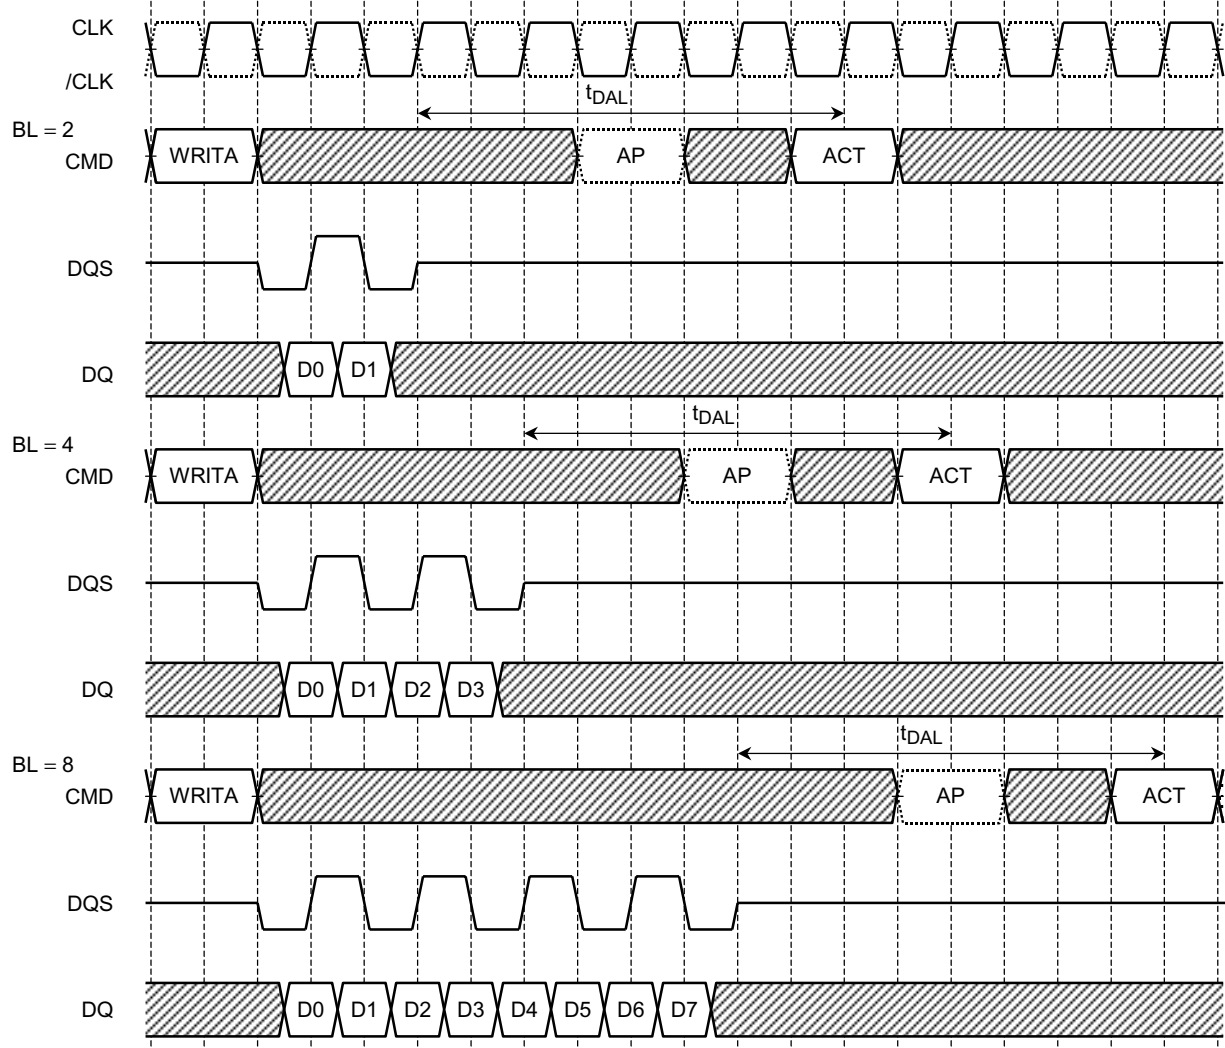 CLK
/CLK
tDAL
BL = 2
CMD WRITA AP ACT
DQS
DQ D0 D1
tDAL
BL = 4
CMD WRITA AP ACT
DQS
DQ D0 D1 D2 D3
tDAL
BL = 8
CMD WRITA AP ACT
DQS
DQ D0 D1 D2 D3 D4 D5 D6 D7